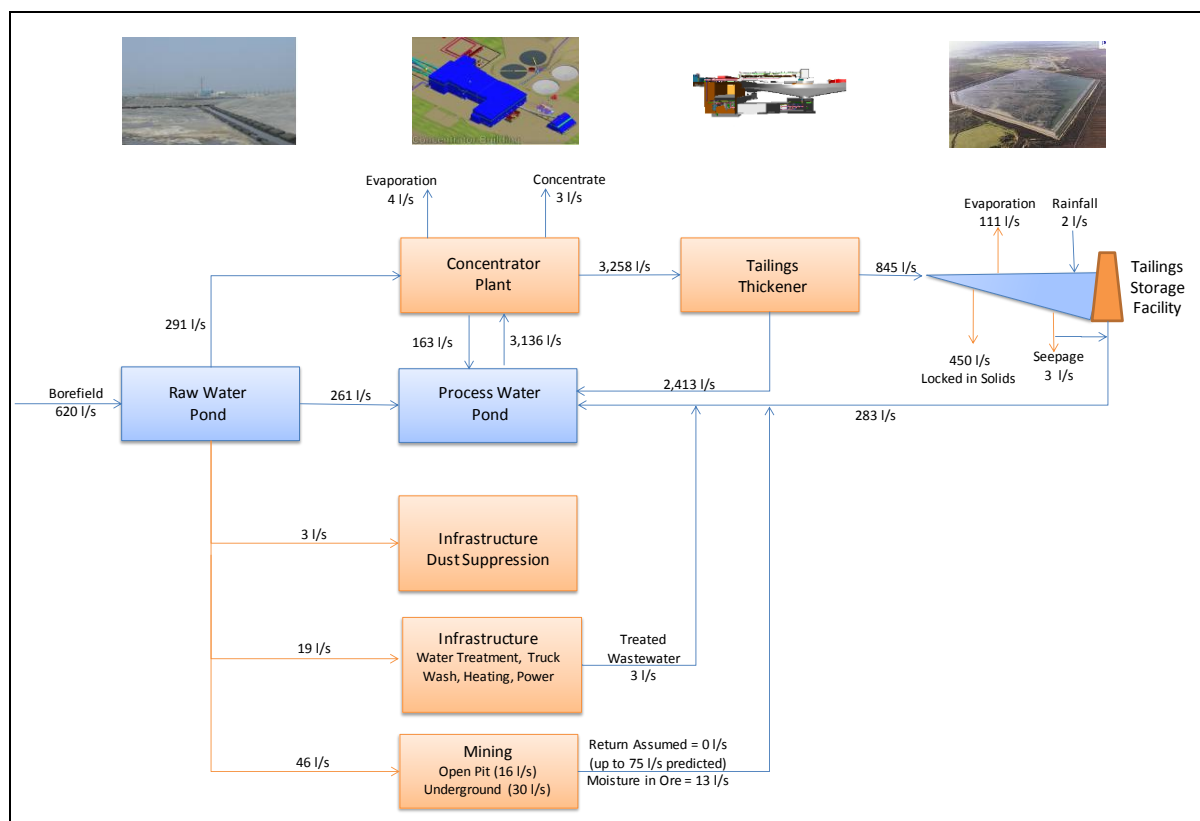 Concentrator Building
Evaporation
4 l/s
Concentrate
3 l/s
Evaporation
111 l/s
Rainfall
2 l/s
Concentrator
Plant
3,258 l/s
Tailings
Thickener
845 l/s
Tailings
Storage
Facility
291 l/s
163 l/s
3,136 l/s
450 l/s
Locked in Solids
Seepage
3 l/s
Borefield
620 l/s
Raw Water
Pond
261 l/s
Process Water
Pond
2,413 l/s
283 l/s
3 l/s
Infrastructure
Dust Suppression
19 l/s
Infrastructure
Water Treatment, Truck
Wash, Heating, Power
Treated
Wastewater
3 l/s
46 l/s
Mining
Open Pit (16 l/s)
Underground (30 l/s)
Return Assumed = 0 l/s
(up to 75 l/s predicted)
Moisture in Ore = 13 l/s